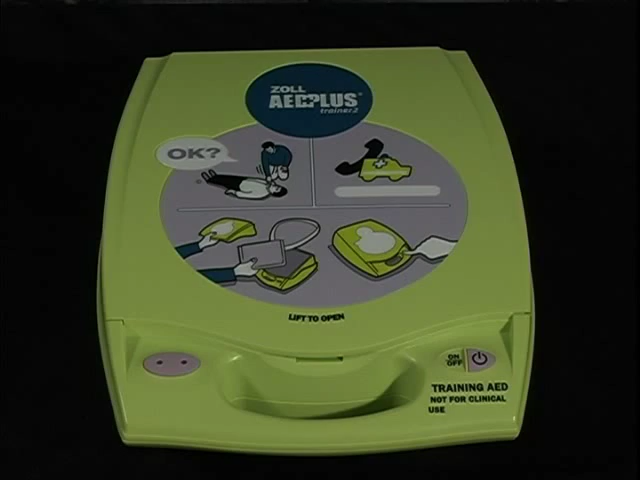 ZOLL
AED PLUS®
trainer2
OK?
LIFT TO OPEN
ON
OFF
TRAINING AED
NOT FOR CLINICAL
USE